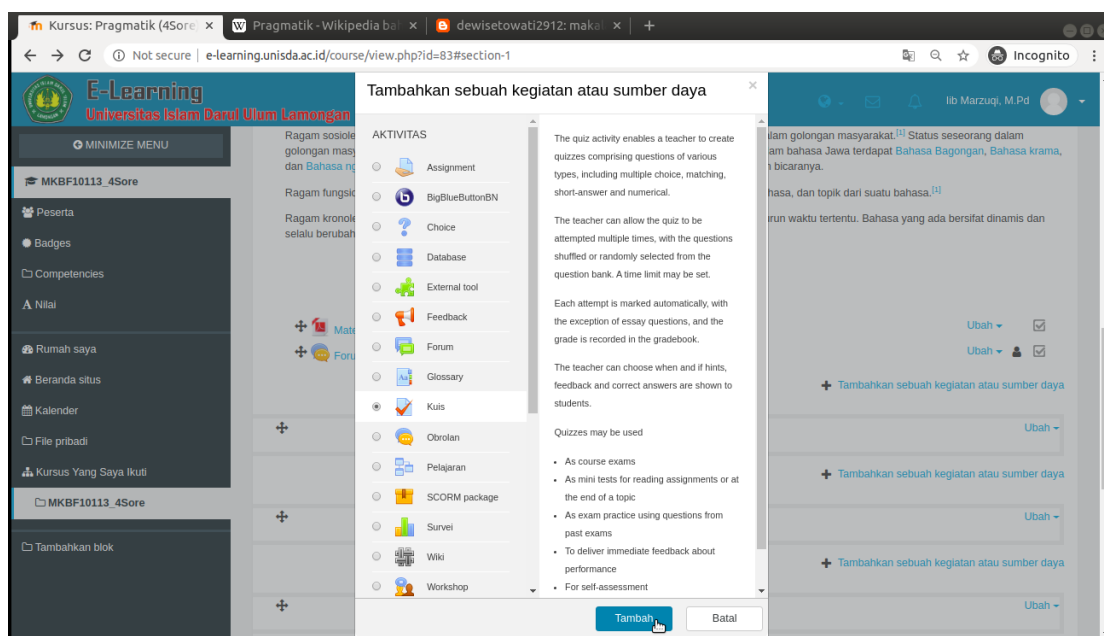 Kursus: Pragmatik (4Sore)
Pragmatik - Wikipedia bah
dewisetowati2912: makal
Not secure | e-learning.unisda.ac.id/course/view.php?id=83#section-1
Incognito
E-Learning
Universitas Islam Darul Ulum Lamongan
Iib Marzuqi, M.Pd
MINIMIZE MENU
MKBF10113_4Sore
Peserta
Badges
Competencies
Nilai
Rumah saya
Beranda situs
Kalender
File pribadi
Kursus Yang Saya Ikuti
MKBF10113_4Sore
Tambahkan blok
Ragam sosiole
golongan masy
dan Bahasa ng
Ragam fungsio
Ragam kronole
selalu berubah
Mate
Foru
Tambahkan sebuah kegiatan atau sumber daya
AKTIVITAS
Assignment
BigBlueButtonBN
Choice
Database
External tool
Feedback
Forum
Glossary
Kuis
Obrolan
Pelajaran
SCORM package
Survei
Wiki
Workshop
The quiz activity enables a teacher to create
quizzes comprising questions of various
types, including multiple choice, matching,
short-answer and numerical.
The teacher can allow the quiz to be
attempted multiple times, with the questions
shuffled or randomly selected from the
question bank. A time limit may be set.
Each attempt is marked automatically, with
the exception of essay questions, and the
grade is recorded in the gradebook.
The teacher can choose when and if hints,
feedback and correct answers are shown to
students.
Quizzes may be used
• As course exams
• As mini tests for reading assignments or at
the end of a topic
• As exam practice using questions from
past exams
• To deliver immediate feedback about
performance
• For self-assessment
Tambah
Batal
lam golongan masyarakat.[1] Status seseorang dalam
am bahasa Jawa terdapat Bahasa Bagongan, Bahasa krama,
bicaranya.
hasa, dan topik dari suatu bahasa.[1]
run waktu tertentu. Bahasa yang ada bersifat dinamis dan
Ubah
Ubah
Tambahkan sebuah kegiatan atau sumber daya
Ubah
Tambahkan sebuah kegiatan atau sumber daya
Ubah
Tambahkan sebuah kegiatan atau sumber daya
Ubah